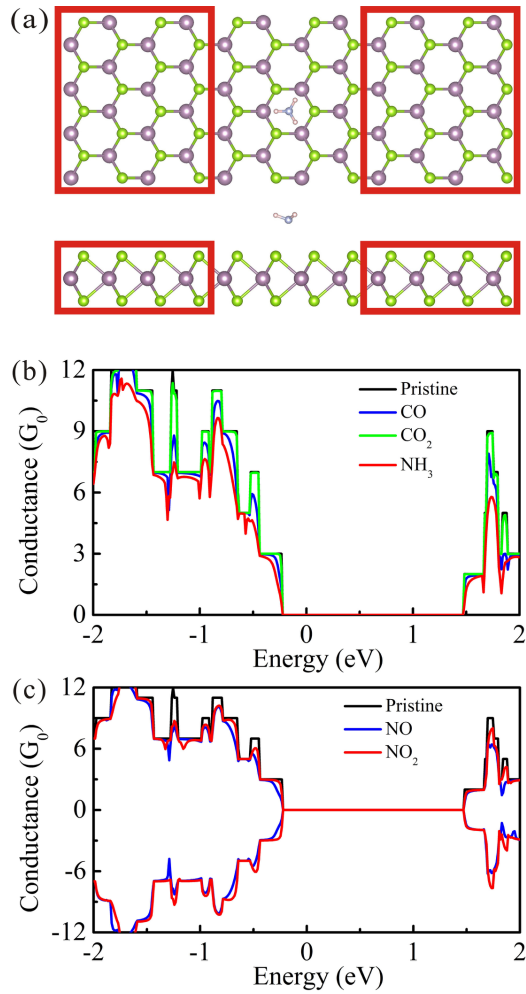 (a)
(b)
12
9
6
3
0
Conductance (G₀)
Pristine
CO
CO₂
NH₃
-2 -1 0 1 2
Energy (eV)
(c)
12
6
0
-6
-12
Conductance (G₀)
Pristine
NO
NO₂
-2 -1 0 1 2
Energy (eV)